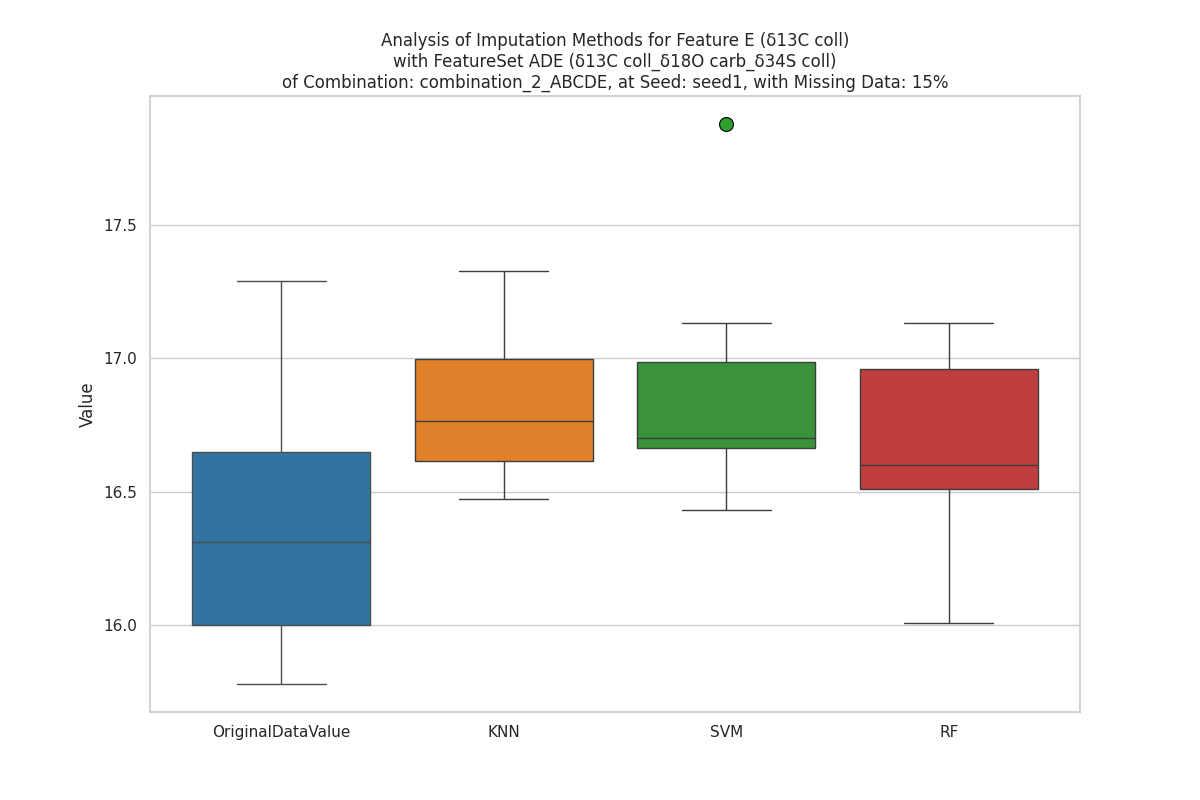 Analysis of Imputation Methods for Feature E (δ13C coll)
with FeatureSet ADE (δ13C coll_δ18O carb_δ34S coll)
of Combination: combination_2_ABCDE, at Seed: seed1, with Missing Data: 15%
17.5
17.0
16.5
16.0
Value
OriginalDataValue
KNN
SVM
RF